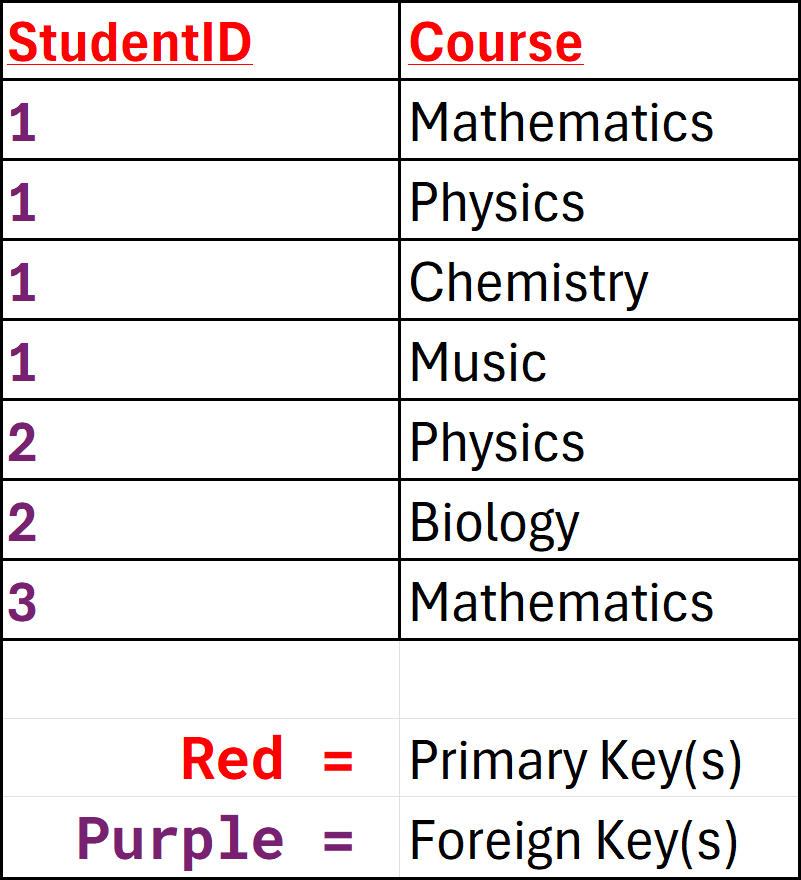 StudentID Course
1 Mathematics
1 Physics
1 Chemistry
1 Music
2 Physics
2 Biology
3 Mathematics
Red = Primary Key(s)
Purple = Foreign Key(s)